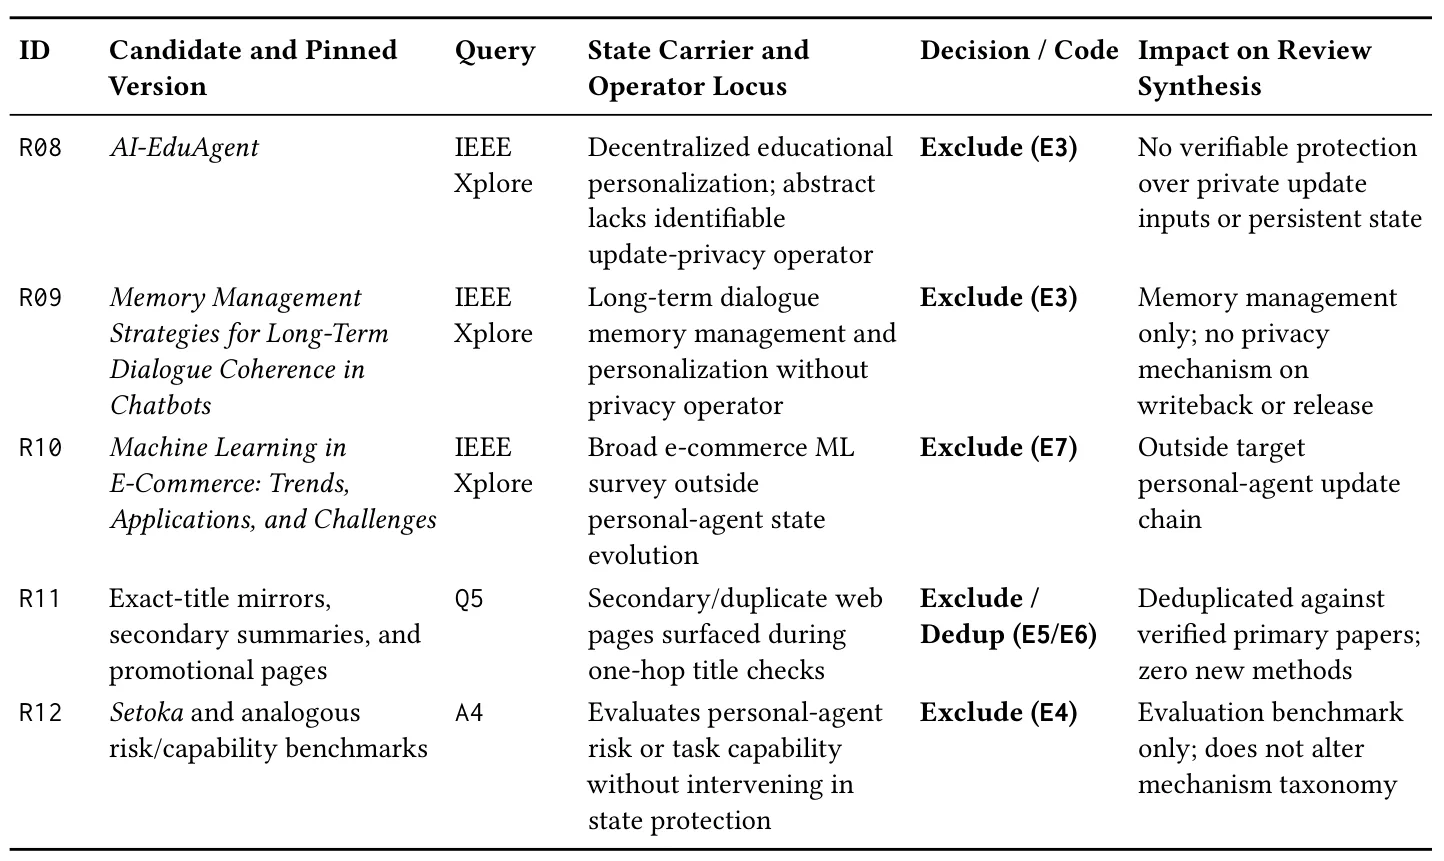 ID Candidate and Pinned Version Query State Carrier and Operator Locus Decision / Code Impact on Review Synthesis
R08 AI-EduAgent IEEE Xplore Decentralized educational personalization; abstract lacks identifiable update-privacy operator Exclude (E3) No verifiable protection over private update inputs or persistent state
R09 Memory Management Strategies for Long-Term Dialogue Coherence in Chatbots IEEE Xplore Long-term dialogue memory management and personalization without privacy operator Exclude (E3) Memory management only; no privacy mechanism on writeback or release
R10 Machine Learning in E-Commerce: Trends, Applications, and Challenges IEEE Xplore Broad e-commerce ML survey outside personal-agent state evolution Exclude (E7) Outside target personal-agent update chain
R11 Exact-title mirrors, secondary summaries, and promotional pages Q5 Secondary/duplicate web pages surfaced during one-hop title checks Exclude / Dedup (E5/E6) Deduplicated against verified primary papers; zero new methods
R12 Setoka and analogous risk/capability benchmarks A4 Evaluates personal-agent risk or task capability without intervening in state protection Exclude (E4) Evaluation benchmark only; does not alter mechanism taxonomy